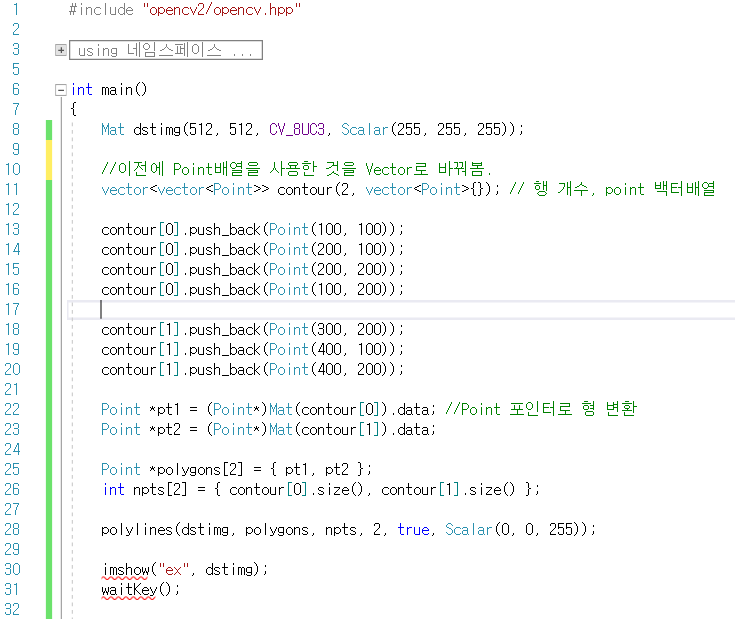 1 #include "opencv2/opencv.hpp"
2
3 using 네임스페이스 ...
5
6 int main()
7 {
8 Mat dstimg(512, 512, CV_8UC3, Scalar(255, 255, 255));
9
10 //이전에 Point배열을 사용한 것을 Vector로 바꿔봄.
11 vector<vector<Point>> contour(2, vector<Point>{}); // 행 개수, point 백터배열
12
13 contour[0].push_back(Point(100, 100));
14 contour[0].push_back(Point(200, 100));
15 contour[0].push_back(Point(200, 200));
16 contour[0].push_back(Point(100, 200));
17
18 contour[1].push_back(Point(300, 200));
19 contour[1].push_back(Point(400, 100));
20 contour[1].push_back(Point(400, 200));
21
22 Point *pt1 = (Point*)Mat(contour[0]).data; //Point 포인터로 형 변환
23 Point *pt2 = (Point*)Mat(contour[1]).data;
24
25 Point *polygons[2] = { pt1, pt2 };
26 int npts[2] = { contour[0].size(), contour[1].size() };
27
28 polylines(dstimg, polygons, npts, 2, true, Scalar(0, 0, 255));
29
30 imshow("ex", dstimg);
31 waitKey();
32